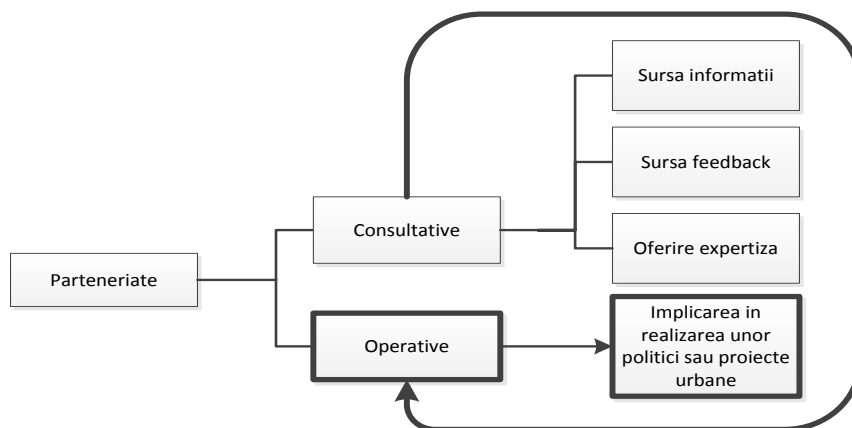 Sursa informatii
Sursa feedback
Consultative
Oferire expertiza
Parteneriate
Implicarea in
realizarea unor
politici sau proiecte
urbane
Operative